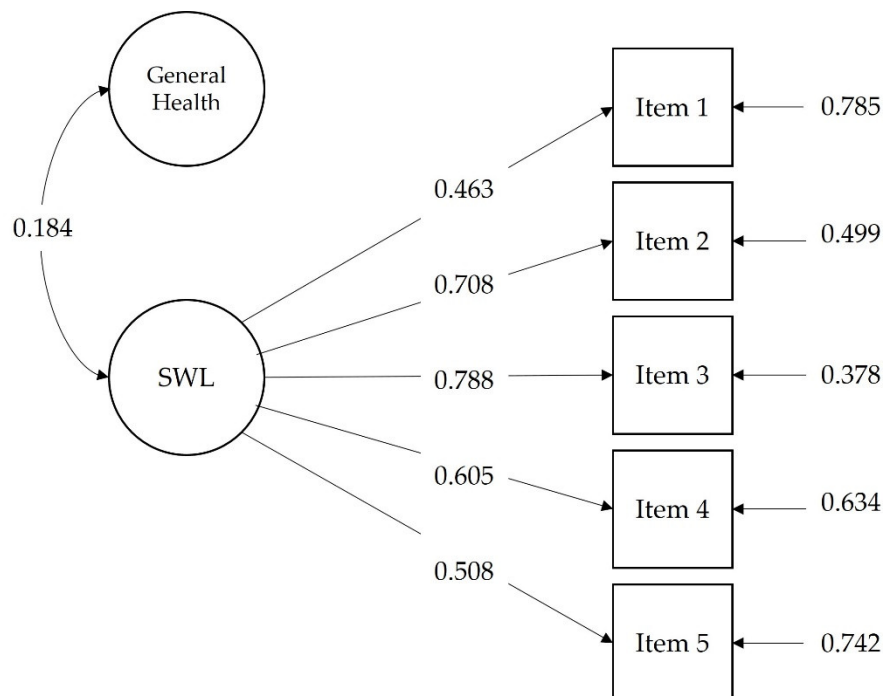 General
Health
Item 1
0.785
0.463
0.184
Item 2
0.499
0.708
SWL
0.788
Item 3
0.378
0.605
Item 4
0.634
0.508
Item 5
0.742